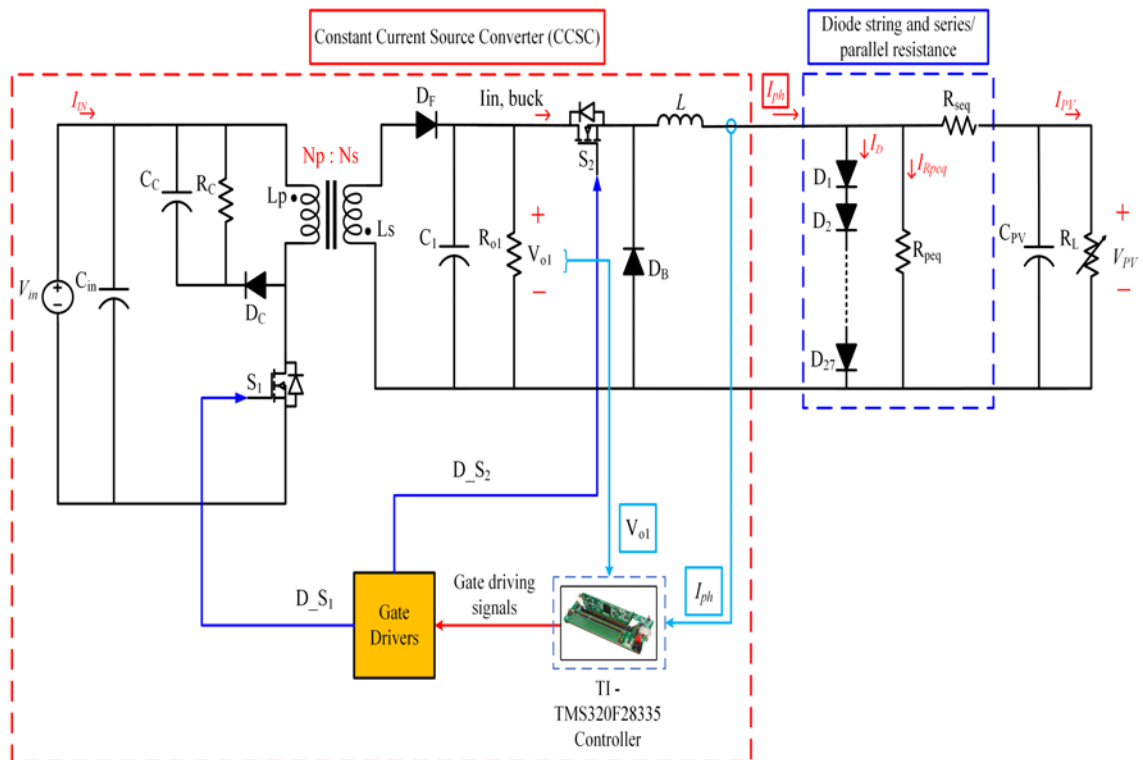 Constant Current Source Converter (CCSC)
Diode string and series/
parallel resistance
I_IN
D_F
Iin, buck
L
I_ph
R_seq
I_PV
S_2
I_D
I_Rpeq
C_C
R_C
Np : Ns
Lp
Ls
D_1
D_2
C_1
R_o1
+
V_o1
−
D_B
R_peq
C_PV
R_L
+
V_PV
−
V_in
+
−
C_in
D_C
D_27
S_1
D_S_2
V_o1
I_ph
D_S_1
Gate
Drivers
Gate driving
signals
TI -
TMS320F28335
Controller